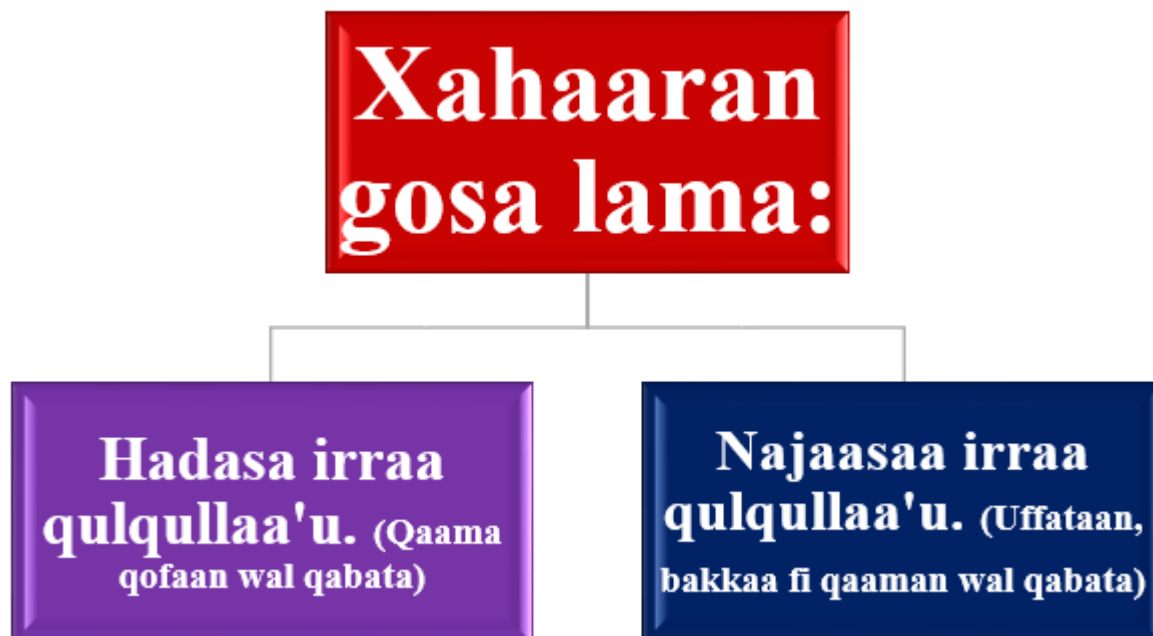 Xahaaran
gosa lama:
Hadasa irraa
qulqullaa'u. (Qaama
qofaan wal qabata)
Najaasaa irraa
qulqullaa'u. (Uffataan,
bakkaa fi qaaman wal qabata)